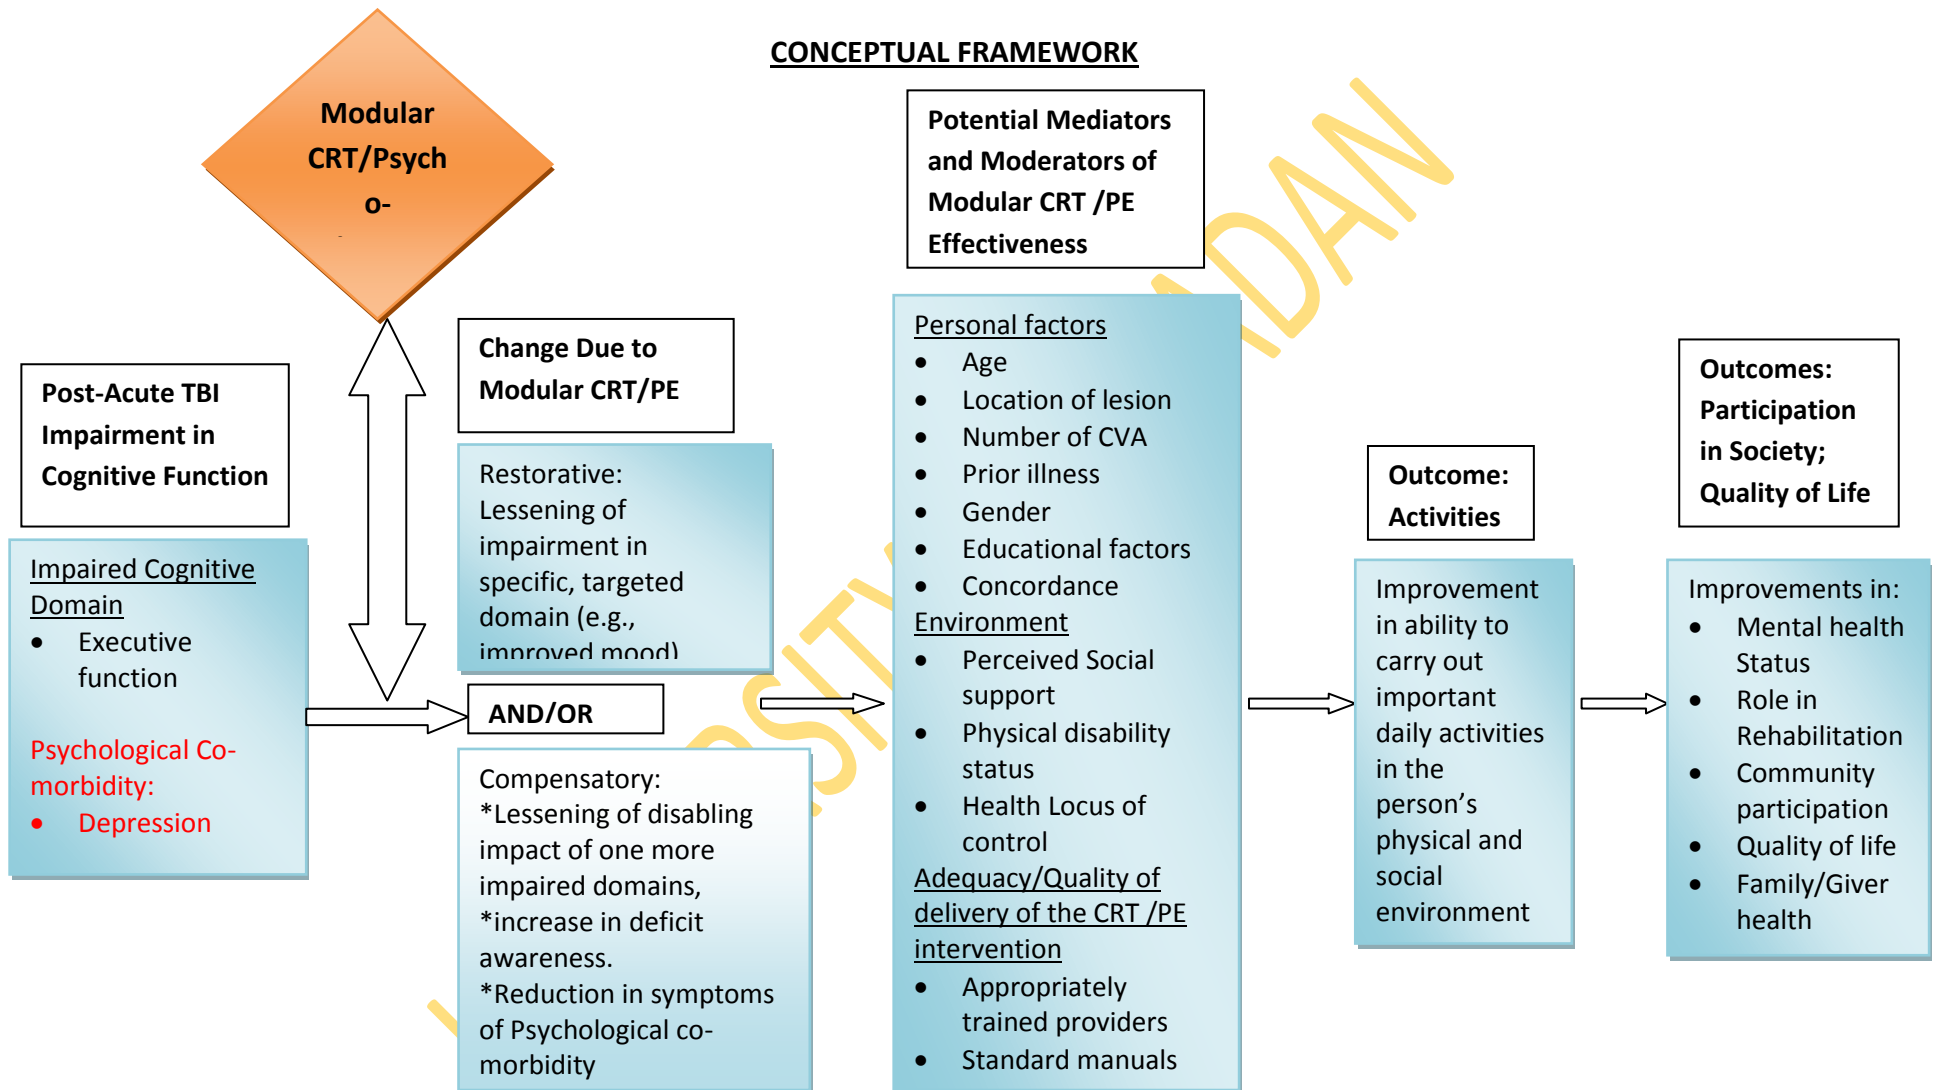 CONCEPTUAL FRAMEWORK
Modular
CRT/Psych
o-
Post-Acute TBI
Impairment in
Cognitive Function
Impaired Cognitive
Domain
• Executive
function
Psychological Co-
morbidity:
• Depression
Change Due to
Modular CRT/PE
Restorative:
Lessening of
impairment in
specific, targeted
domain (e.g.,
improved mood)
AND/OR
Compensatory:
*Lessening of disabling
impact of one more
impaired domains,
*increase in deficit
awareness.
*Reduction in symptoms
of Psychological co-
morbidity
Potential Mediators
and Moderators of
Modular CRT /PE
Effectiveness
Personal factors
• Age
• Location of lesion
• Number of CVA
• Prior illness
• Gender
• Educational factors
• Concordance
Environment
• Perceived Social
support
• Physical disability
status
• Health Locus of
control
Adequacy/Quality of
delivery of the CRT /PE
intervention
• Appropriately
trained providers
• Standard manuals
Outcome:
Activities
Improvement
in ability to
carry out
important
daily activities
in the
person's
physical and
social
environment
Outcomes:
Participation
in Society;
Quality of Life
Improvements in:
• Mental health
Status
• Role in
Rehabilitation
• Community
participation
• Quality of life
• Family/Giver
health